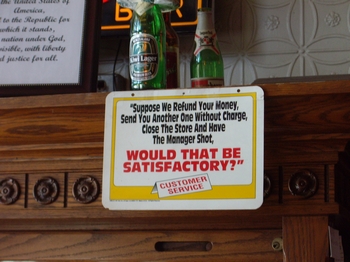 the United States of
America,
to the Republic for
which it stands,
nation under God,
with liberty
and justice for all.
"Suppose We Refund Your Money,
Send You Another One Without Charge,
Close The Store And Have
The Manager Shot,
WOULD THAT BE
SATISFACTORY?"
CUSTOMER
SERVICE